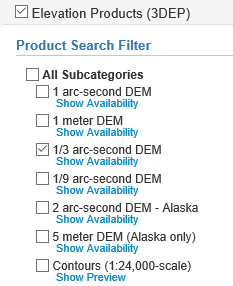 Elevation Products (3DEP)
Product Search Filter
All Subcategories
1 arc-second DEM
Show Availability
1 meter DEM
Show Availability
1/3 arc-second DEM
Show Availability
1/9 arc-second DEM
Show Availability
2 arc-second DEM - Alaska
Show Availability
5 meter DEM (Alaska only)
Show Availability
Contours (1:24,000-scale)
Show Preview